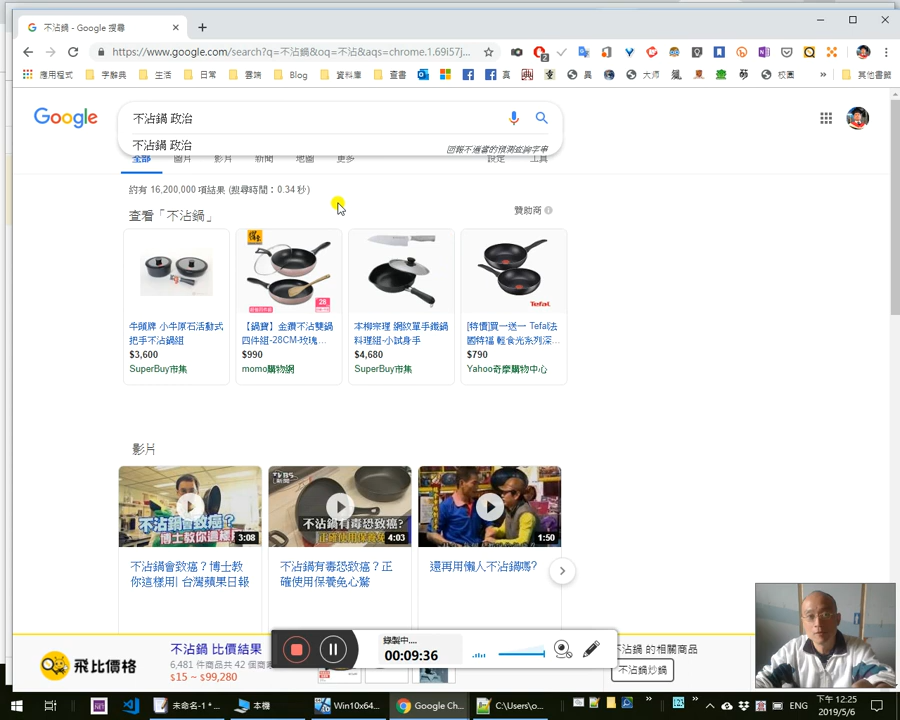 不沾鍋 - Google 搜尋
https://www.google.com/search?q=不沾鍋&oq=不沾&aqs=chrome.1.69i57j...
應用程式 字辭典 生活 日常 雲端 Blog 資料庫 查書 真 異 大师 校園 » 其他書籤
Google
不沾鍋 政治
不沾鍋 政治
回報不適當的預測查詢字串
全部 圖片 影片 新聞 地圖 更多 設定 工具
約有 16,200,000 項結果 (搜尋時間：0.34 秒)
查看「不沾鍋」 贊助商
牛頭牌 小牛原石活動式
把手不沾鍋組
$3,600
SuperBuy市集
【鍋寶】金鑽不沾雙鍋
四件組-28CM-玫瑰...
$990
momo購物網
本柳宗理 網紋單手鐵鍋
料理組-小試身手
$4,680
SuperBuy市集
Tefal
[特價]買一送一 Tefal法
國特福 輕食光系列深...
$790
Yahoo奇摩購物中心
影片
不沾鍋會致癌?
3:08
不沾鍋會致癌？博士教
你這樣用| 台灣蘋果日報
TVBS
新聞
不沾鍋有毒恐致癌?
4:03
不沾鍋有毒恐致癌？正
確使用保養免心驚
1:50
還再用懶人不沾鍋嗎?
飛比價格
不沾鍋 比價結果
6,481 件商品共 42 個商
$15 ~ $99,280
錄製中....
00:09:36
沾鍋 的相關商品
不沾鍋炒鍋
未命名-1 * ...
本機
Win10x64...
Google Ch...
C:\Users\o...
ENG
下午 12:25
2019/5/6